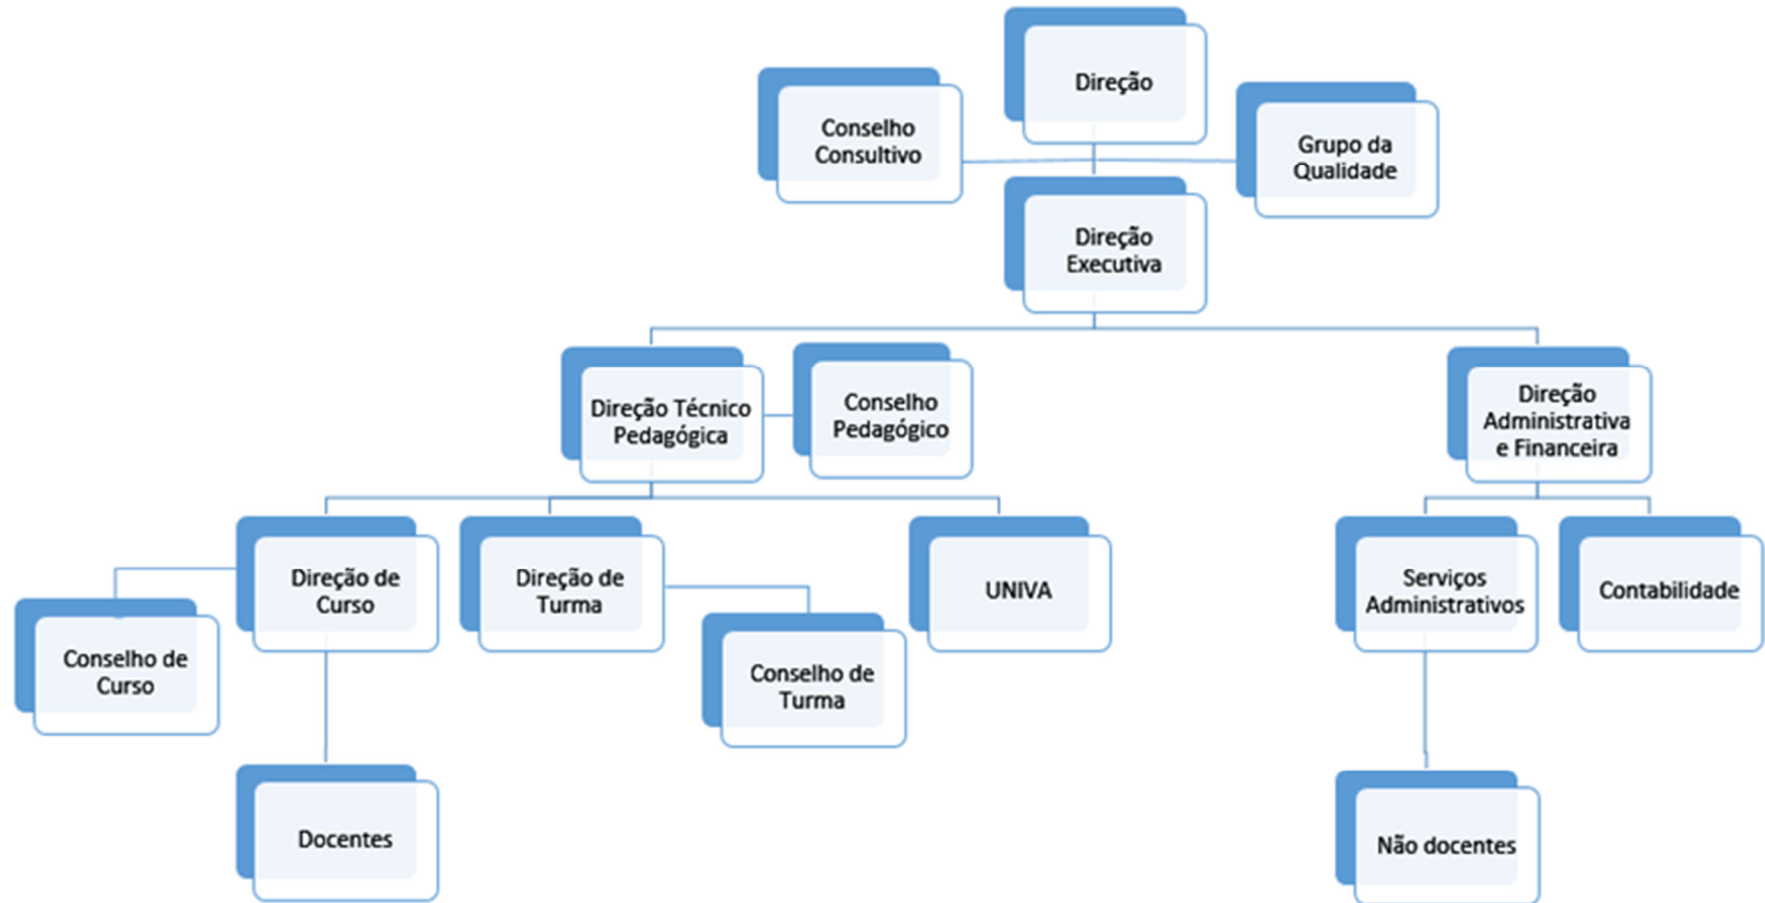 Direção
Conselho
Consultivo
Grupo da
Qualidade
Direção
Executiva
Direção Técnico
Pedagógica
Conselho
Pedagógico
Direção
Administrativa
e Financeira
Direção de
Curso
Direção de
Turma
UNIVA
Serviços
Administrativos
Contabilidade
Conselho de
Curso
Conselho de
Turma
Docentes
Não docentes